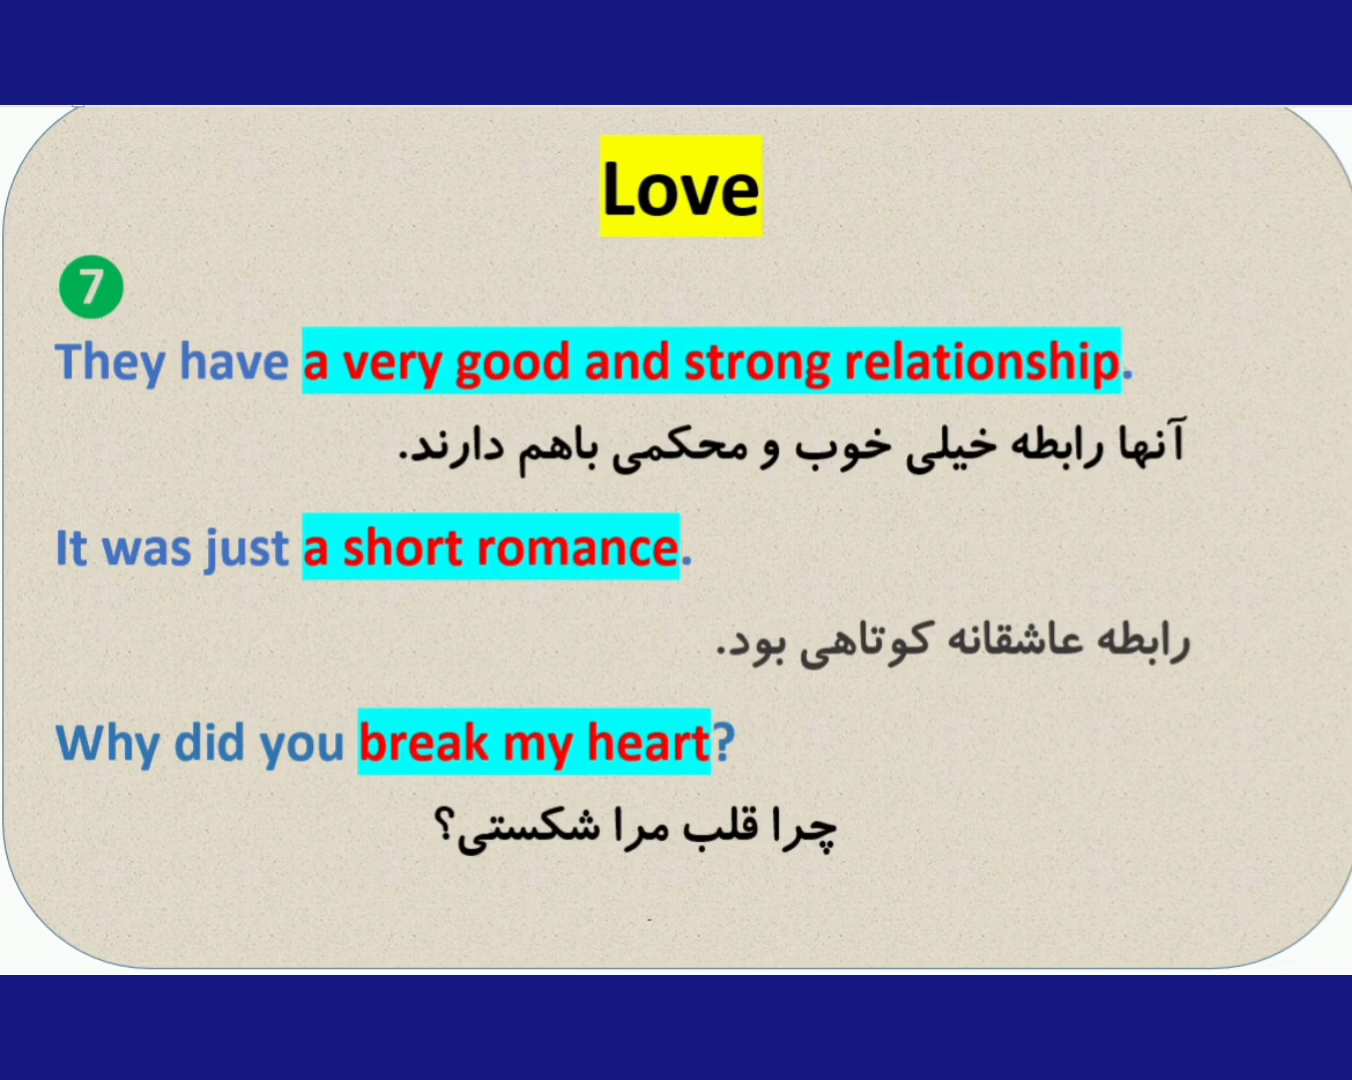 Love
7
They have a very good and strong relationship.
آنها رابطه خیلی خوب و محکمی باهم دارند.
It was just a short romance.
رابطه عاشقانه کوتاهی بود.
Why did you break my heart?
چرا قلب مرا شکستی؟